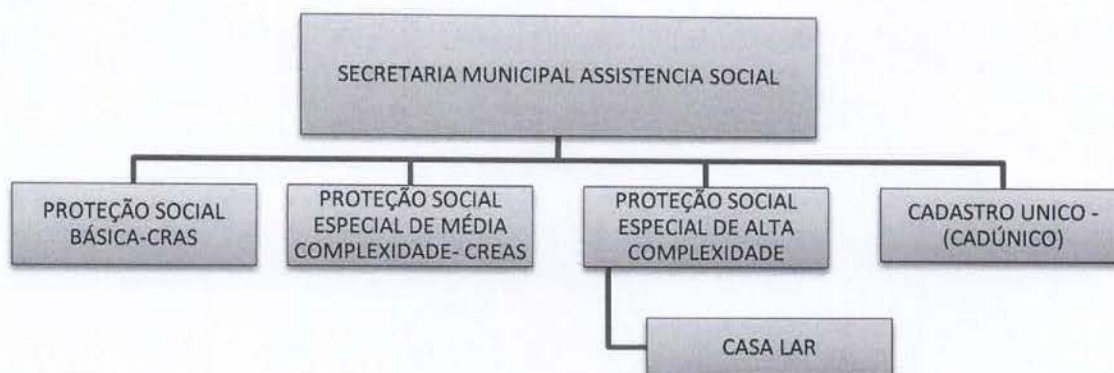 SECRETARIA MUNICIPAL ASSISTENCIA SOCIAL
PROTEÇÃO SOCIAL
BÁSICA-CRAS
PROTEÇÃO SOCIAL
ESPECIAL DE MÉDIA
COMPLEXIDADE- CREAS
PROTEÇÃO SOCIAL
ESPECIAL DE ALTA
COMPLEXIDADE
CADASTRO UNICO -
(CADÚNICO)
CASA LAR